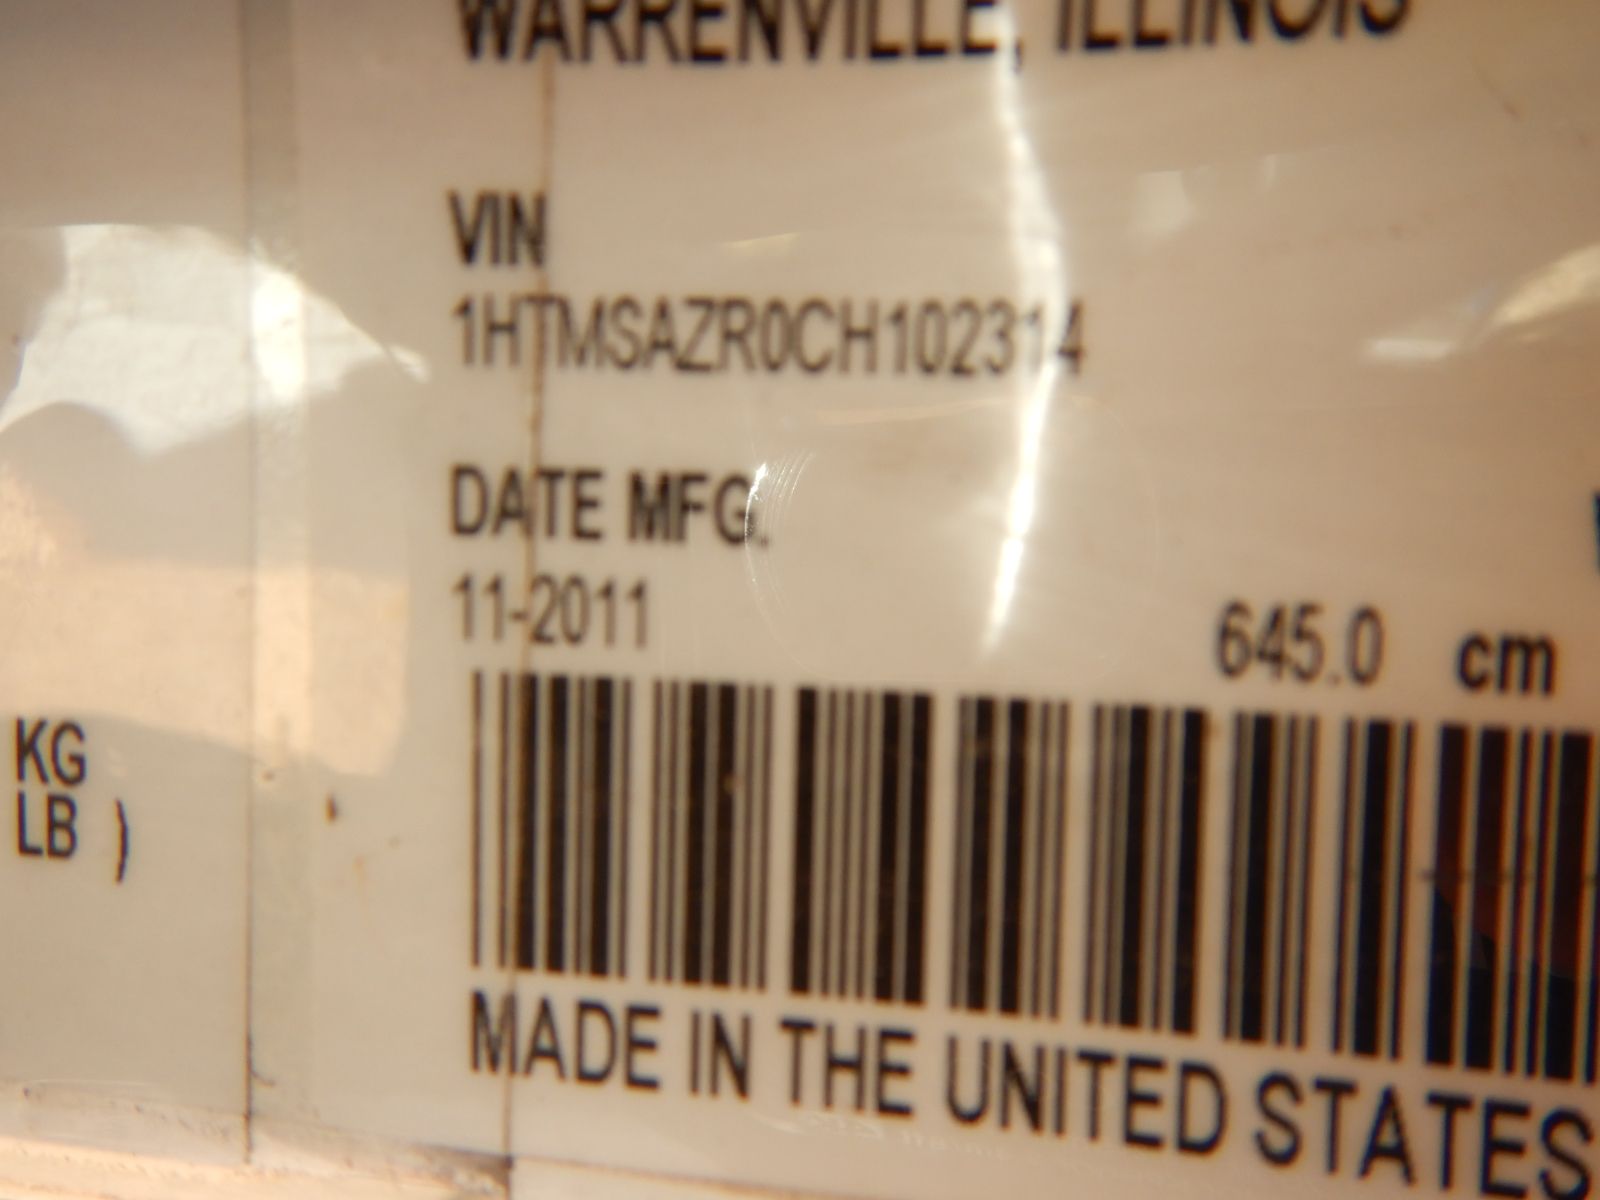 WARRENVILLE, ILLINOIS
VIN
1HTMSAZR0CH102314
DATE MFG.
11-2011
645.0 cm
KG
LB )
MADE IN THE UNITED STATES